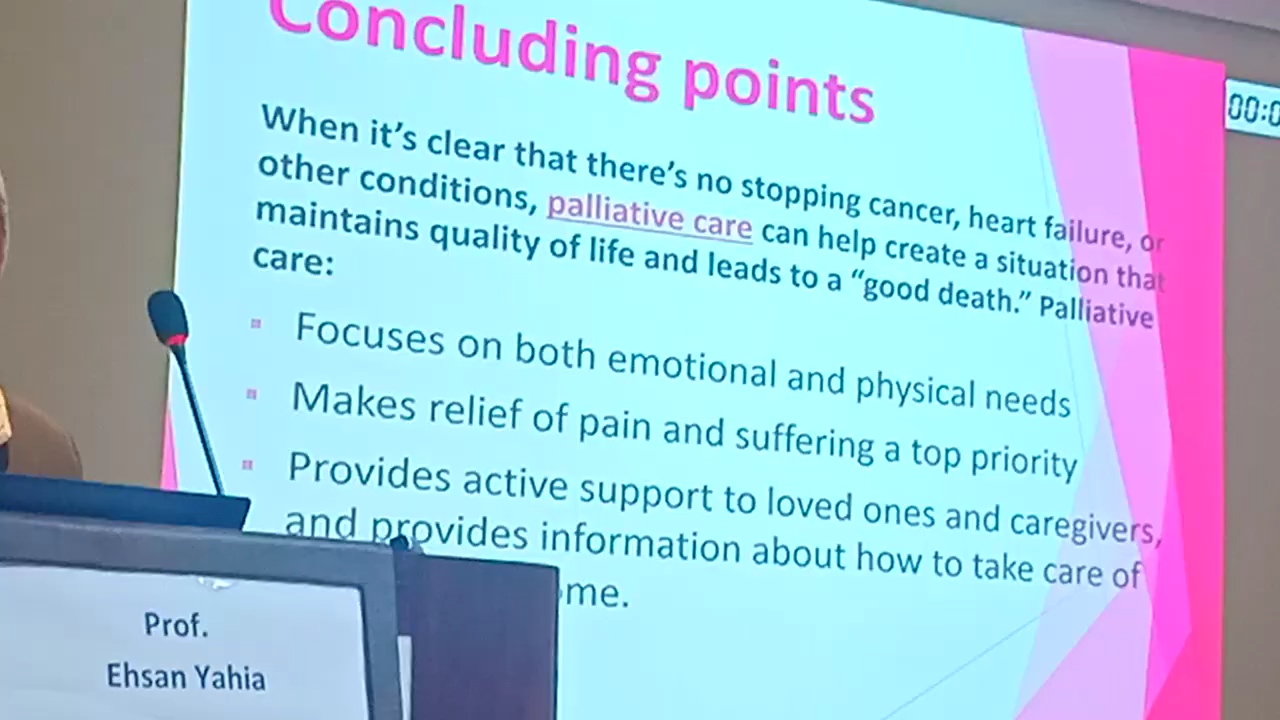 Concluding points
When it's clear that there's no stopping cancer, heart failure, or
other conditions, palliative care can help create a situation that
maintains quality of life and leads to a “good death.” Palliative
care:
Focuses on both emotional and physical needs
Makes relief of pain and suffering a top priority
Provides active support to loved ones and caregivers,
and provides information about how to take care of
me.
00:0
Prof.
Ehsan Yahia